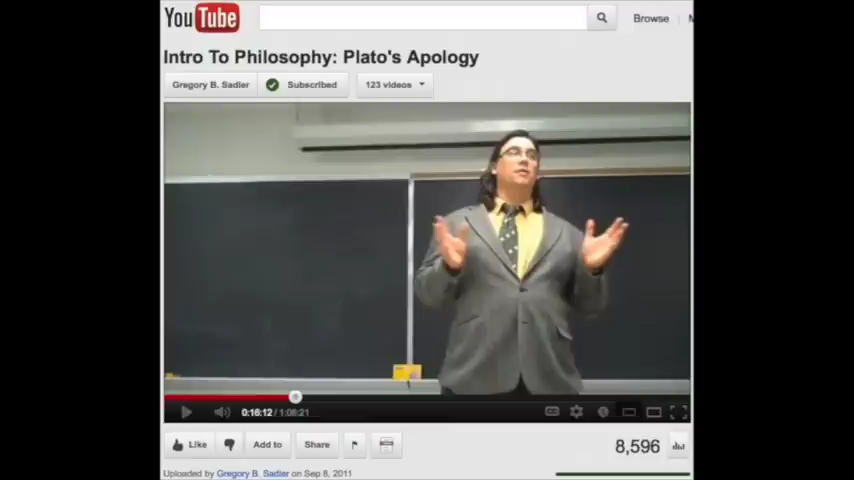 YouTube
Browse
Intro To Philosophy: Plato's Apology
Gregory B. Sadler Subscribed 123 videos
0:16:12 / 1:08:21
Like Add to Share 8,596
Uploaded by Gregory B. Sadler on Sep 8, 2011